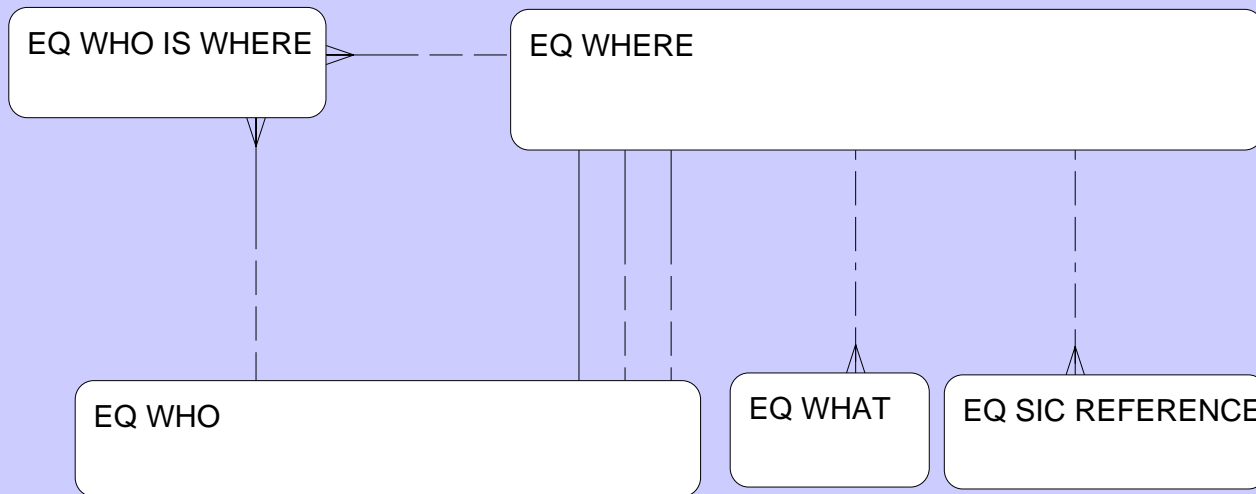 EQ WHO IS WHERE
EQ WHERE
EQ WHO
EQ WHAT
EQ SIC REFERENCE